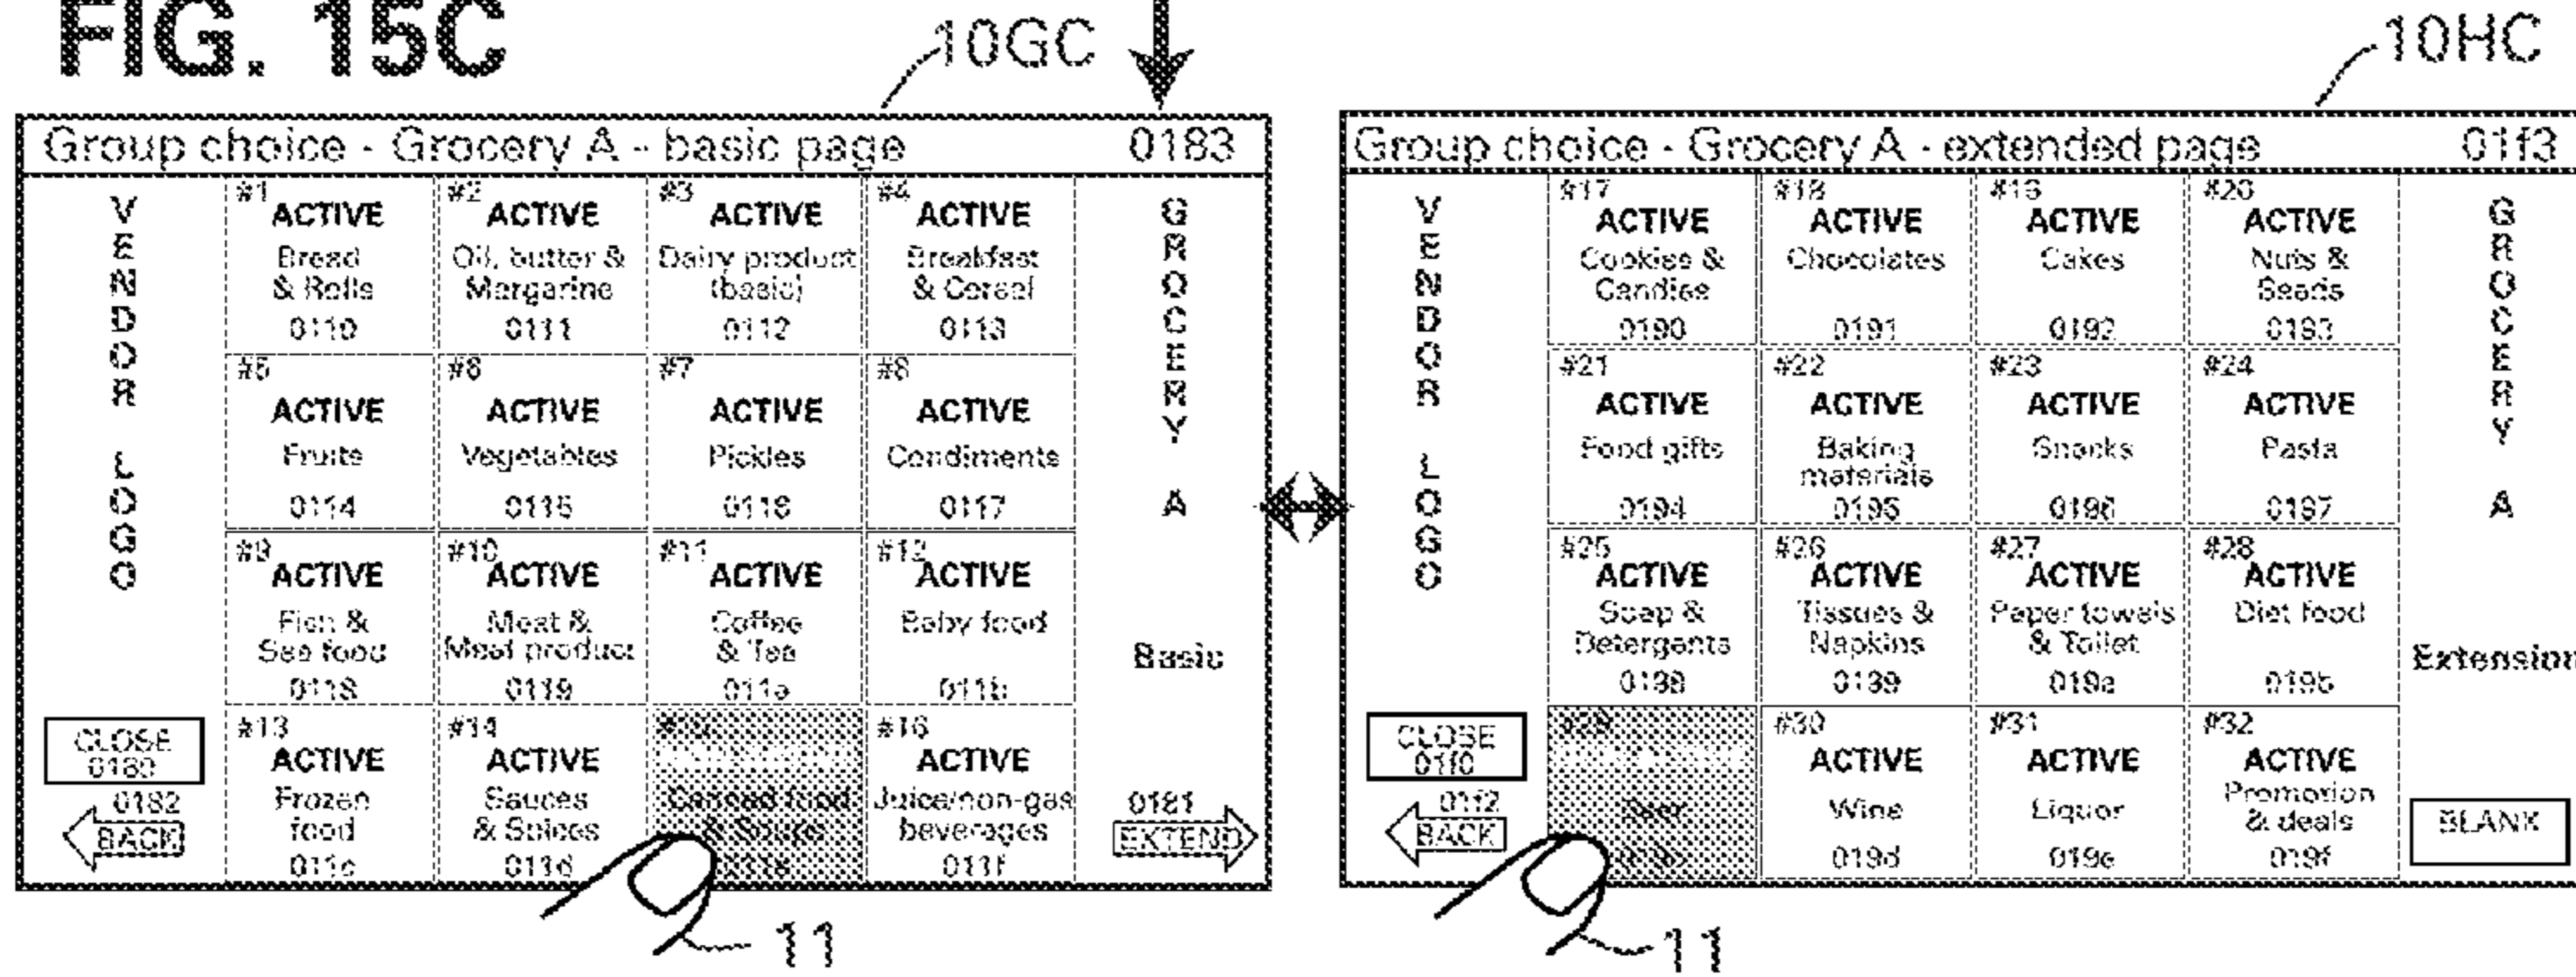 FIG. 15C
10GC
10HC
Group choice - Grocery A - basic page 0183
VENDOR LOGO
#1 ACTIVE
Bread
& Rolls
0110
#2 ACTIVE
Oil, butter &
Margarine
0111
#3 ACTIVE
Dairy product
(basic)
0112
#4 ACTIVE
Breakfast
& Cereal
0113
#5
ACTIVE
Fruits
0114
#6
ACTIVE
Vegetables
0115
#7
ACTIVE
Pickles
0116
#8
ACTIVE
Condiments
0117
#9 ACTIVE
Fish &
Sea food
0118
#10 ACTIVE
Meat &
Meat product
0119
#11 ACTIVE
Coffee
& Tea
011a
#12 ACTIVE
Baby food
011b
#13
ACTIVE
Frozen
food
011c
#14
ACTIVE
Sauces
& Spices
011d
Canned food
& Soups
#16
ACTIVE
Juice/non-gas
beverages
011f
GROCERY A
Basic
CLOSE
0180
0182
BACK
0181
EXTEND
11
Group choice - Grocery A - extended page 01f3
VENDOR LOGO
#17
ACTIVE
Cookies &
Candies
0190
#18
ACTIVE
Chocolates
0191
#19
ACTIVE
Cakes
0192
#20
ACTIVE
Nuts &
Seeds
0193
#21
ACTIVE
Food gifts
0194
#22
ACTIVE
Baking
materials
0195
#23
ACTIVE
Snacks
0196
#24
ACTIVE
Pasta
0197
#25
ACTIVE
Soap &
Detergents
0198
#26
ACTIVE
Tissues &
Napkins
0199
#27
ACTIVE
Paper towels
& Toilet
019a
#28
ACTIVE
Diet food
019b
#29
Beer
#30
ACTIVE
Wine
019d
#31
ACTIVE
Liquor
019e
#32
ACTIVE
Promotion
& deals
019f
GROCERY A
Extension
CLOSE
01f0
01f2
BACK
BLANK
11